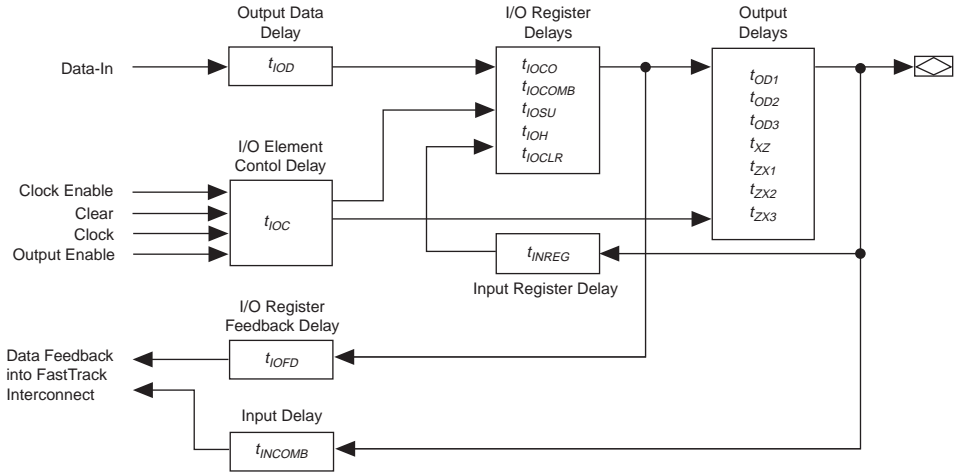 Output Data
Delay
I/O Register
Delays
Output
Delays
Data-In
tIOD
tIOCO
tIOCOMB
tIOSU
tIOH
tIOCLR
tOD1
tOD2
tOD3
tXZ
tZX1
tZX2
tZX3
I/O Element
Contol Delay
Clock Enable
Clear
Clock
Output Enable
tIOC
tINREG
Input Register Delay
I/O Register
Feedback Delay
tIOFD
Data Feedback
into FastTrack
Interconnect
Input Delay
tINCOMB